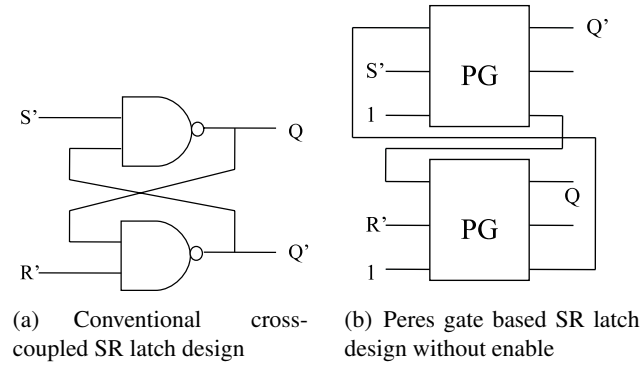 S'
R'
Q
Q'
(a) Conventional cross-
coupled SR latch design
S'
1
PG
Q'
R'
1
PG
Q
(b) Peres gate based SR latch
design without enable